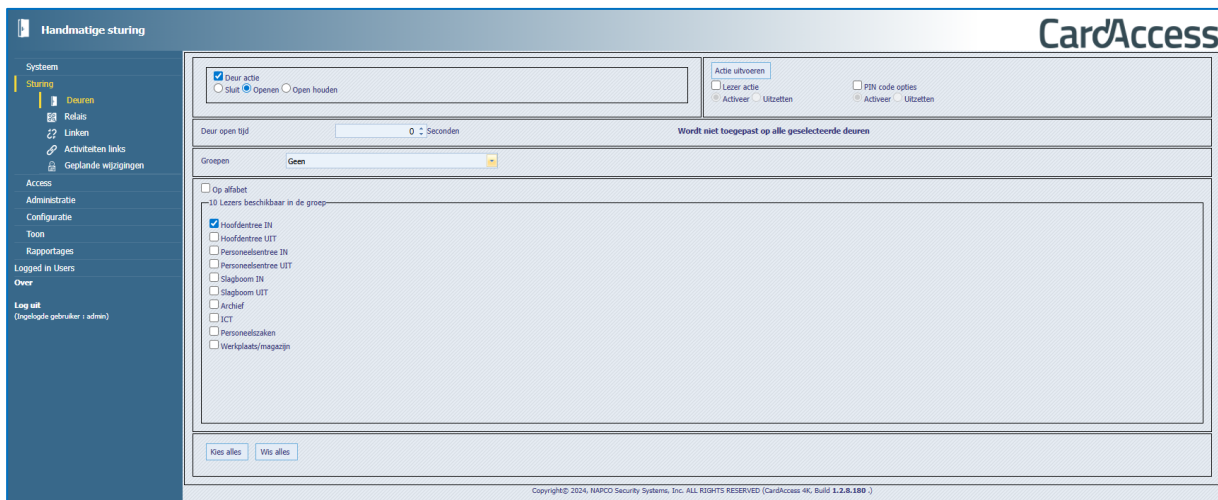 Handmatige sturing
CardAccess
Systeem
Sturing
Deuren
Relais
Linken
Activiteiten links
Geplande wijzigingen
Access
Administratie
Configuratie
Toon
Rapportages
Logged in Users
Over
Log uit
(Ingelogde gebruiker : admin)
Deur actie
Sluit Openen Open houden
Actie uitvoeren
Lezer actie PIN code opties
Activeer Uitzetten Activeer Uitzetten
Deur open tijd 0 Seconden Wordt niet toegepast op alle geselecteerde deuren
Groepen Geen
Op alfabet
10 Lezers beschikbaar in de groep
Hoofdentree IN
Hoofdentree UIT
Personeelsentree IN
Personeelsentree UIT
Slagboom IN
Slagboom UIT
Archief
ICT
Personeelszaken
Werkplaats/magazijn
Kies alles Wis alles
Copyright© 2024, NAPCO Security Systems, Inc. ALL RIGHTS RESERVED (CardAccess 4K, Build 1.2.8.180 .)